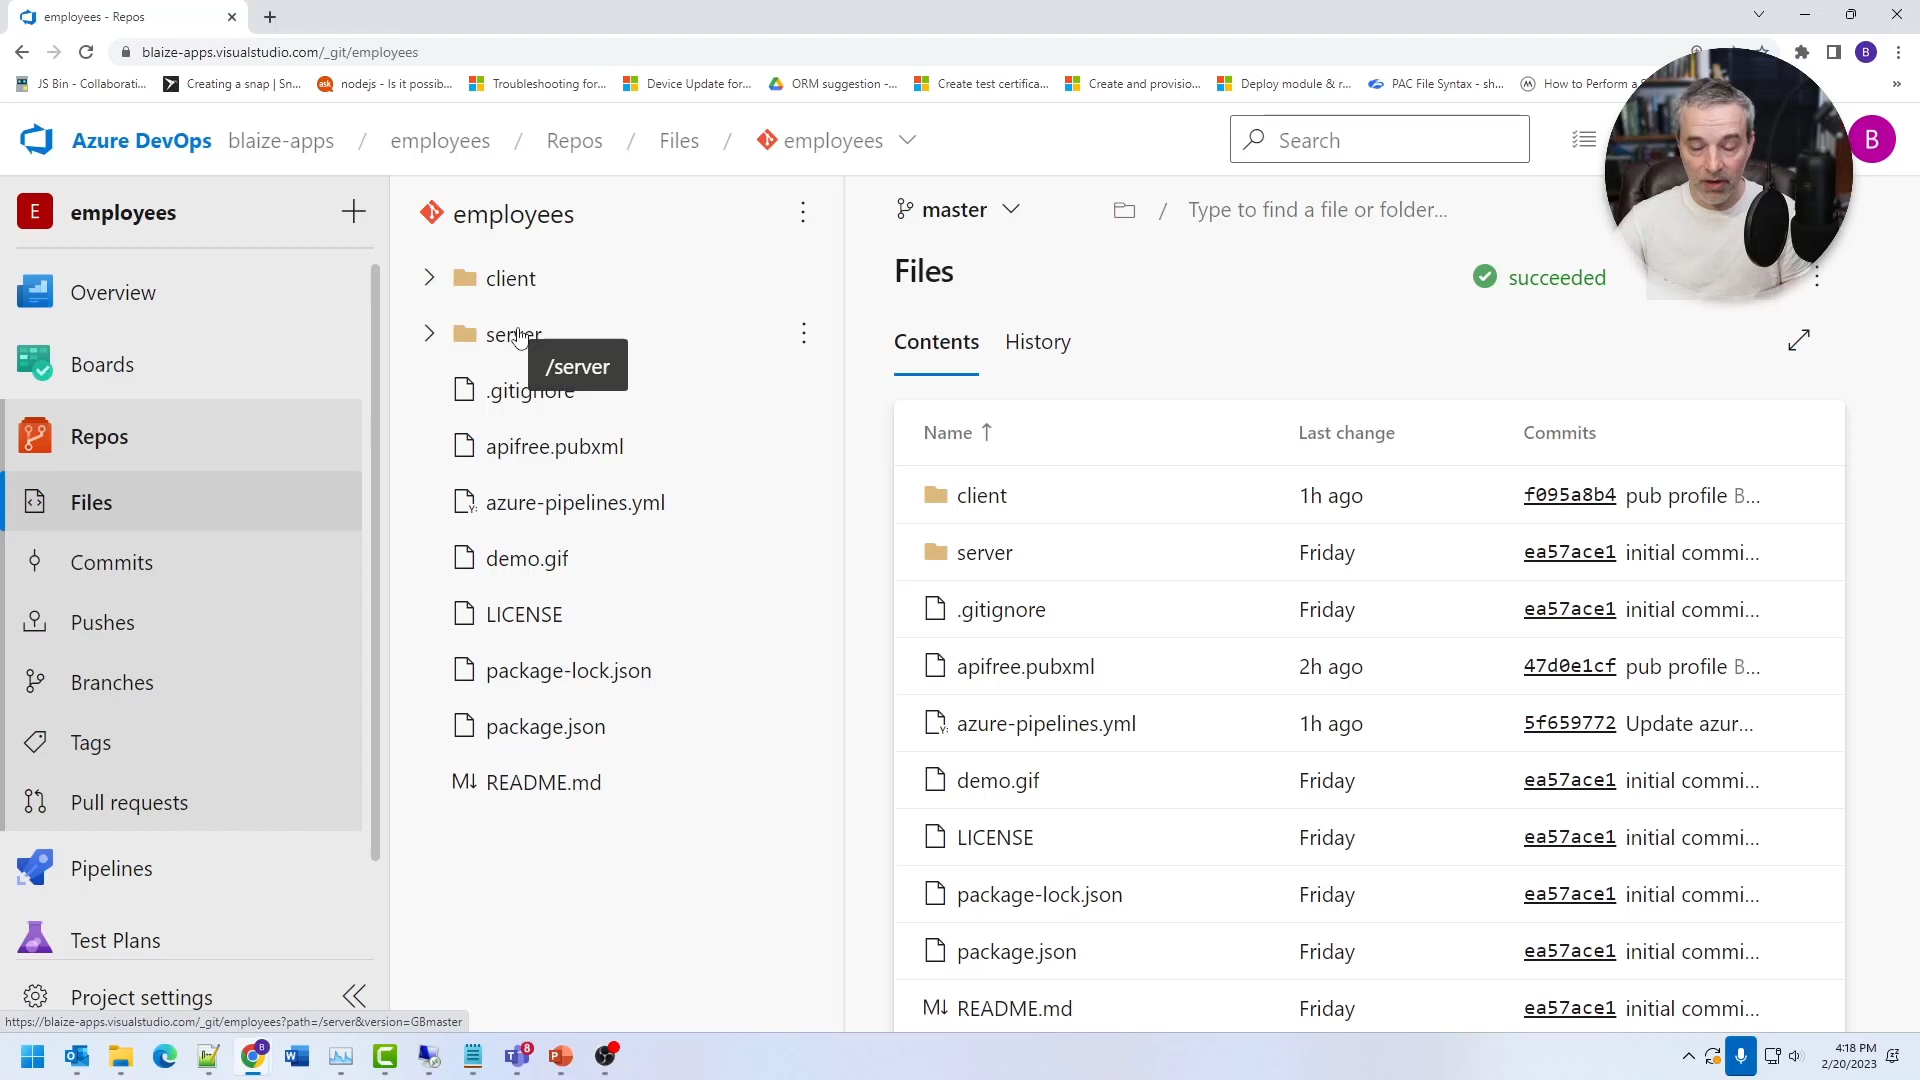 employees - Repos
blaize-apps.visualstudio.com/_git/employees
B
JS Bin - Collaborati...
Creating a snap | Sn...
ask
nodejs - Is it possib...
Troubleshooting for...
Device Update for...
ORM suggestion -...
Create test certifica...
Create and provisio...
Deploy module & r...
PAC File Syntax - sh...
How to Perform a
Azure DevOps
blaize-apps / employees / Repos / Files / employees
Search
B
E
employees
Overview
Boards
Repos
Files
Commits
Pushes
Branches
Tags
Pull requests
Pipelines
Test Plans
Project settings
https://blaize-apps.visualstudio.com/_git/employees?path=/server&version=GBmaster
employees
client
server
/server
.gitignore
apifree.pubxml
azure-pipelines.yml
demo.gif
LICENSE
package-lock.json
package.json
README.md
master
/ Type to find a file or folder...
Files
succeeded
Contents History
Name Last change Commits
client 1h ago f095a8b4 pub profile B...
server Friday ea57ace1 initial commi...
.gitignore Friday ea57ace1 initial commi...
apifree.pubxml 2h ago 47d0e1cf pub profile B...
azure-pipelines.yml 1h ago 5f659772 Update azur...
demo.gif Friday ea57ace1 initial commi...
LICENSE Friday ea57ace1 initial commi...
package-lock.json Friday ea57ace1 initial commi...
package.json Friday ea57ace1 initial commi...
README.md Friday ea57ace1 initial commi...
4:18 PM
2/20/2023